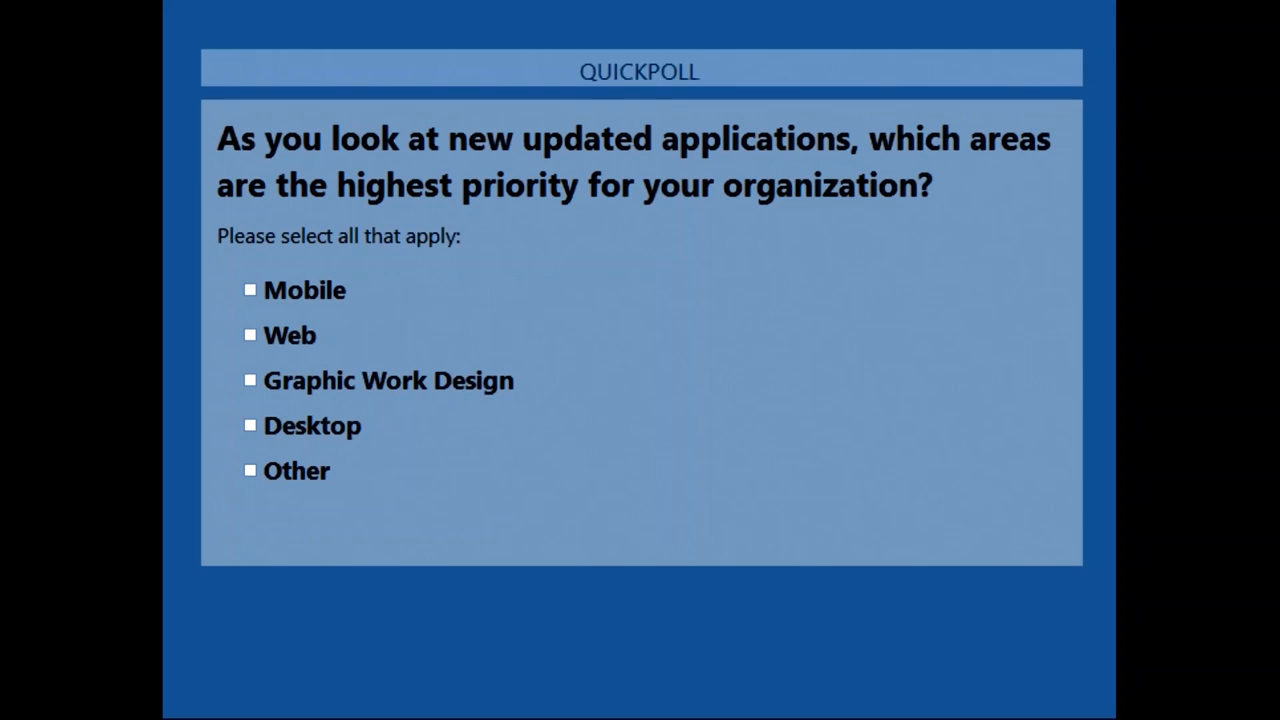 QUICKPOLL
As you look at new updated applications, which areas
are the highest priority for your organization?
Please select all that apply:
Mobile
Web
Graphic Work Design
Desktop
Other